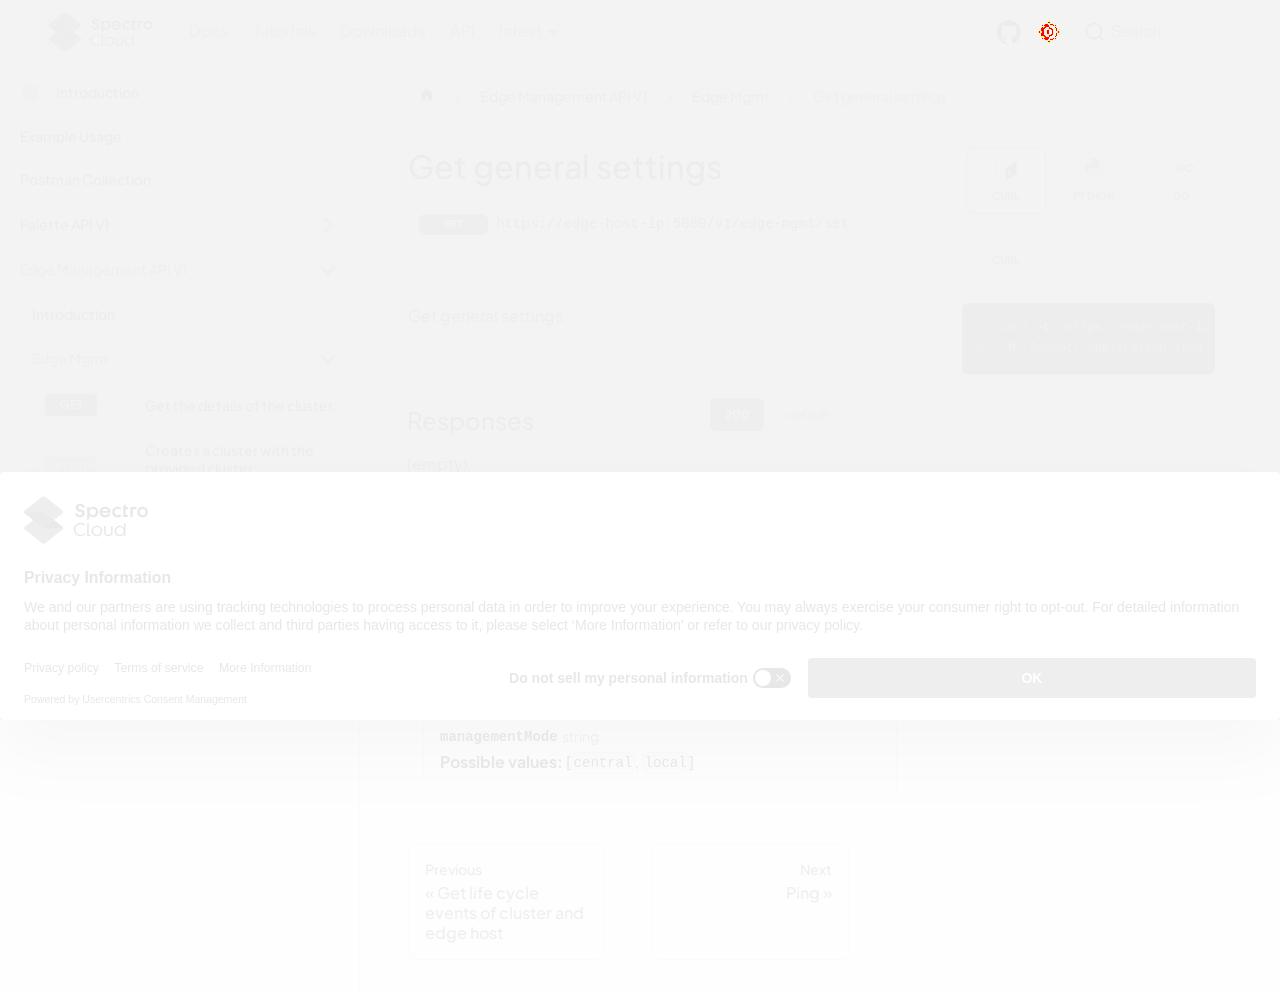 Spectro Cloud
Docs Tutorials Downloads API latest
Search
Introduction
Example Usage
Postman Collection
Palette API V1
Edge Management API V1
Introduction
Edge Mgmt
GET Get the details of the cluster.
Creates a cluster with the
provided cluster
Edge Management API V1 Edge Mgmt Get general settings
Get general settings
GET https://edge-host-ip:5080/v1/edge-mgmt/set
Get general settings
CURL PYTHON GO
CURL
Responses
200 default
(empty)
Spectro
Cloud
Privacy Information
We and our partners are using tracking technologies to process personal data in order to improve your experience. You may always exercise your consumer right to opt-out. For detailed information
about personal information we collect and third parties having access to it, please select ‘More Information’ or refer to our privacy policy.
Privacy policy Terms of service More Information
Do not sell my personal information
OK
Powered by Usercentrics Consent Management
managementMode string
Possible values: [central, local]
Previous
« Get life cycle
events of cluster and
edge host
Next
Ping »